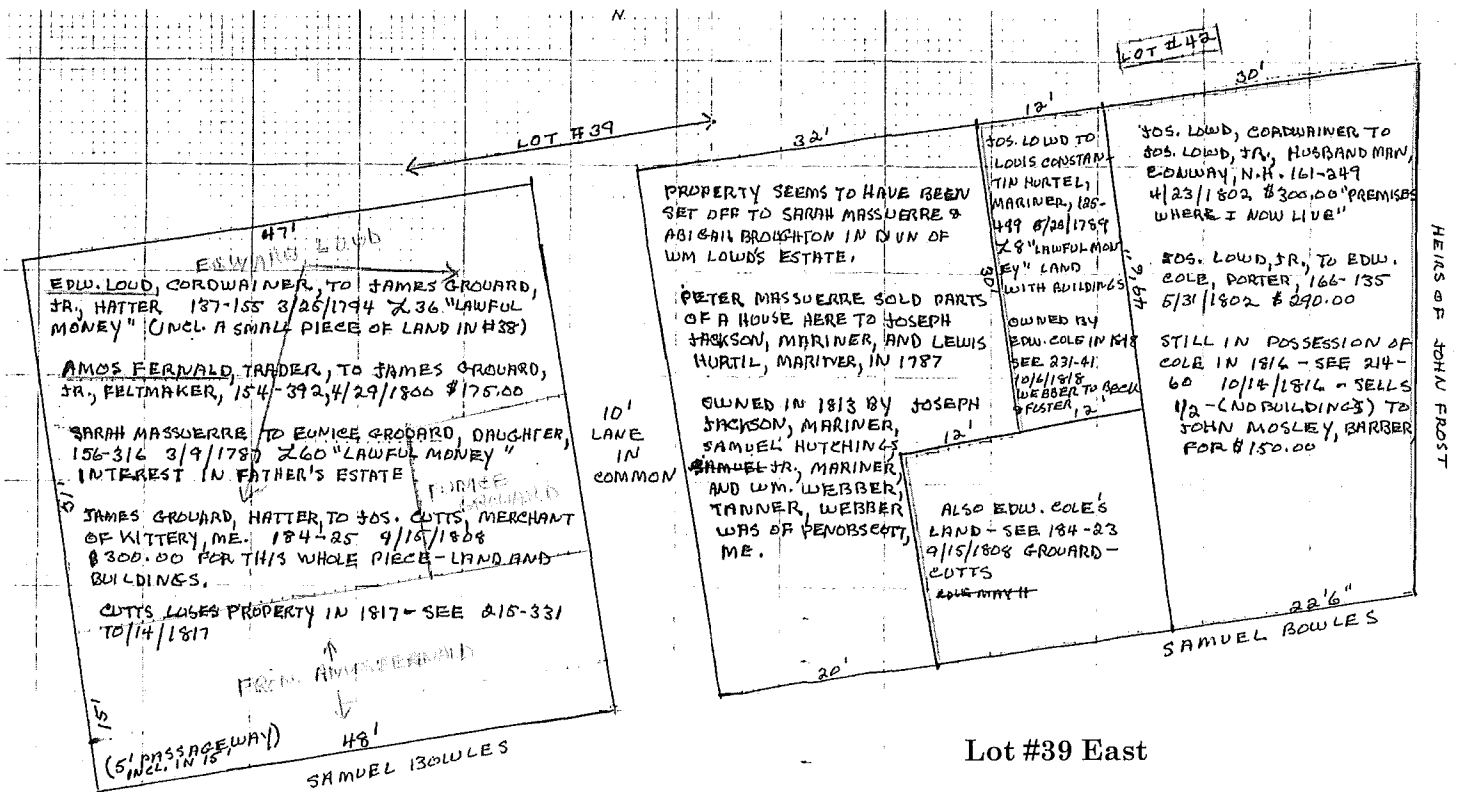 N.
LOT #42
LOT #39
47'
EDWARD LOUD
EDW. LOUD, CORDWAINER, TO JAMES GROUARD,
JR., HATTER 137-155 3/26/1794 £36 "LAWFUL
MONEY" (INCL. A SMALL PIECE OF LAND IN #38)
AMOS FERNALD, TRADER, TO JAMES GROUARD,
JR., FELTMAKER, 154-392, 4/29/1800 $175.00
SARAH MASSUERRE TO EUNICE GROUARD, DAUGHTER,
156-316 3/9/1787 £60 "LAWFUL MONEY"
INTEREST IN FATHER'S ESTATE
EUNICE
GROUARD
JAMES GROUARD, HATTER, TO JOS. CUTTS, MERCHANT
OF KITTERY, ME. 184-25 9/15/1808
$300.00 FOR THIS WHOLE PIECE-LAND AND
BUILDINGS.
CUTTS LOSES PROPERTY IN 1817- SEE 215-331
10/14/1817
FROM AMOS FERNALD
51'
15'
(5' PASSAGEWAY)
INCL. IN 15'
48'
SAMUEL BOWLES
10'
LANE
IN
COMMON
32'
PROPERTY SEEMS TO HAVE BEEN
SET OFF TO SARAH MASSUERRE &
ABIGAIL BROUGHTON IN DIVN OF
WM LOWD'S ESTATE.
PETER MASSUERRE SOLD PARTS
OF A HOUSE HERE TO JOSEPH
JACKSON, MARINER, AND LEWIS
HURTIL, MARINER, IN 1787
OWNED IN 1813 BY JOSEPH
JACKSON, MARINER,
SAMUEL HUTCHINGS
SAMUEL JR., MARINER,
AND WM. WEBBER,
TANNER, WEBBER
WAS OF PENOBSCOTT,
ME.
20'
12'
JOS. LOWD TO
LOUIS CONSTAN-
TIN HURTEL,
MARINER, 125-
499 5/26/1789
£8 "LAWFUL MON
EY" LAND
WITH BUILDINGS
30'
OWNED BY
EDW. COLE IN 1818
SEE 231-41
10/6/1818
WEBBER TO BECK
& FOSTER, 12'
12'
ALSO EDW. COLE'S
LAND - SEE 184-23
9/15/1808 GROUARD-
CUTTS
30'
49'6"
JOS. LOWD, CORDWAINER TO
JOS. LOWD, JR., HUSBANDMAN,
CONWAY, N.H. 161-249
4/23/1802 $300.00 "PREMISES
WHERE I NOW LIVE"
JOS. LOWD, JR., TO EDW.
COLE, PORTER, 166-135
5/31/1802 $290.00
STILL IN POSSESSION OF
COLE IN 1816 - SEE 214-
60 10/14/1816 - SELLS
1/2 - (NO BUILDINGS) TO
JOHN MOSLEY, BARBER
FOR $150.00
22'6"
SAMUEL BOWLES
HEIRS OF JOHN FROST
Lot #39 East